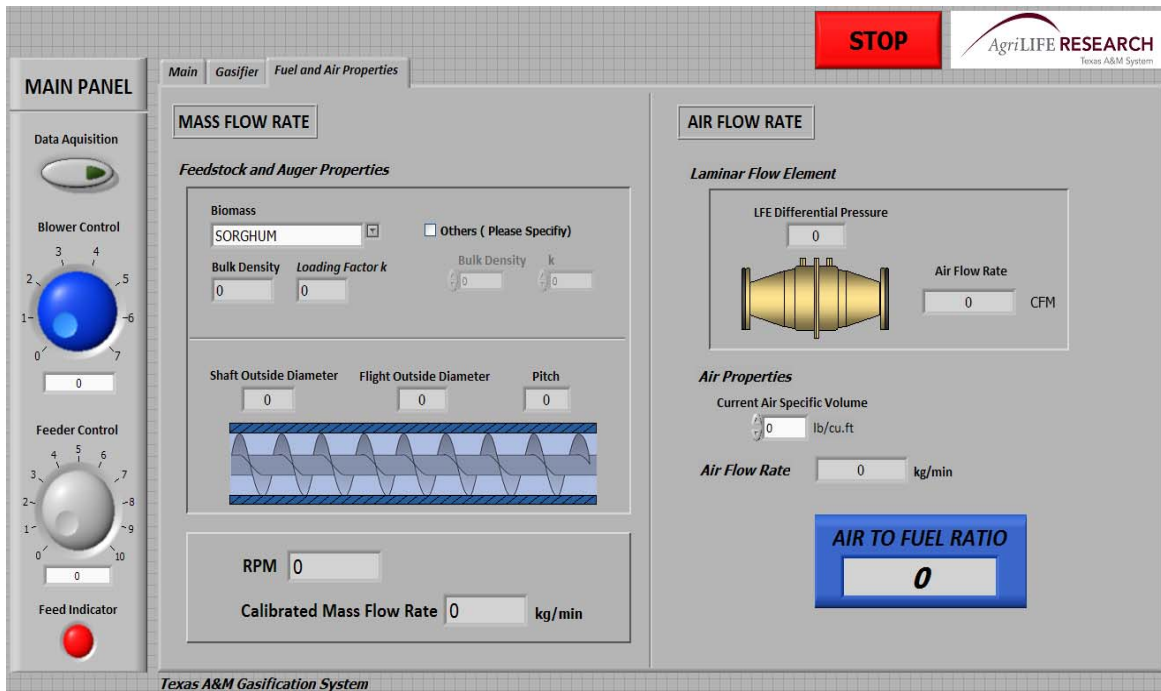 STOP
AgriLIFE RESEARCH
Texas A&M System
MAIN PANEL
Data Aquisition
Blower Control
0 1 2 3 4 5 6 7
0
Feeder Control
0 1 2 3 4 5 6 7 8 9 10
0
Feed Indicator
Main Gasifier Fuel and Air Properties
MASS FLOW RATE
Feedstock and Auger Properties
Biomass
SORGHUM
Others ( Please Specifiy)
Bulk Density Loading Factor k
0 0
Bulk Density k
0 0
Shaft Outside Diameter Flight Outside Diameter Pitch
0 0 0
RPM 0
Calibrated Mass Flow Rate 0 kg/min
AIR FLOW RATE
Laminar Flow Element
LFE Differential Pressure
0
Air Flow Rate
0 CFM
Air Properties
Current Air Specific Volume
0 lb/cu.ft
Air Flow Rate 0 kg/min
AIR TO FUEL RATIO
0
Texas A&M Gasification System